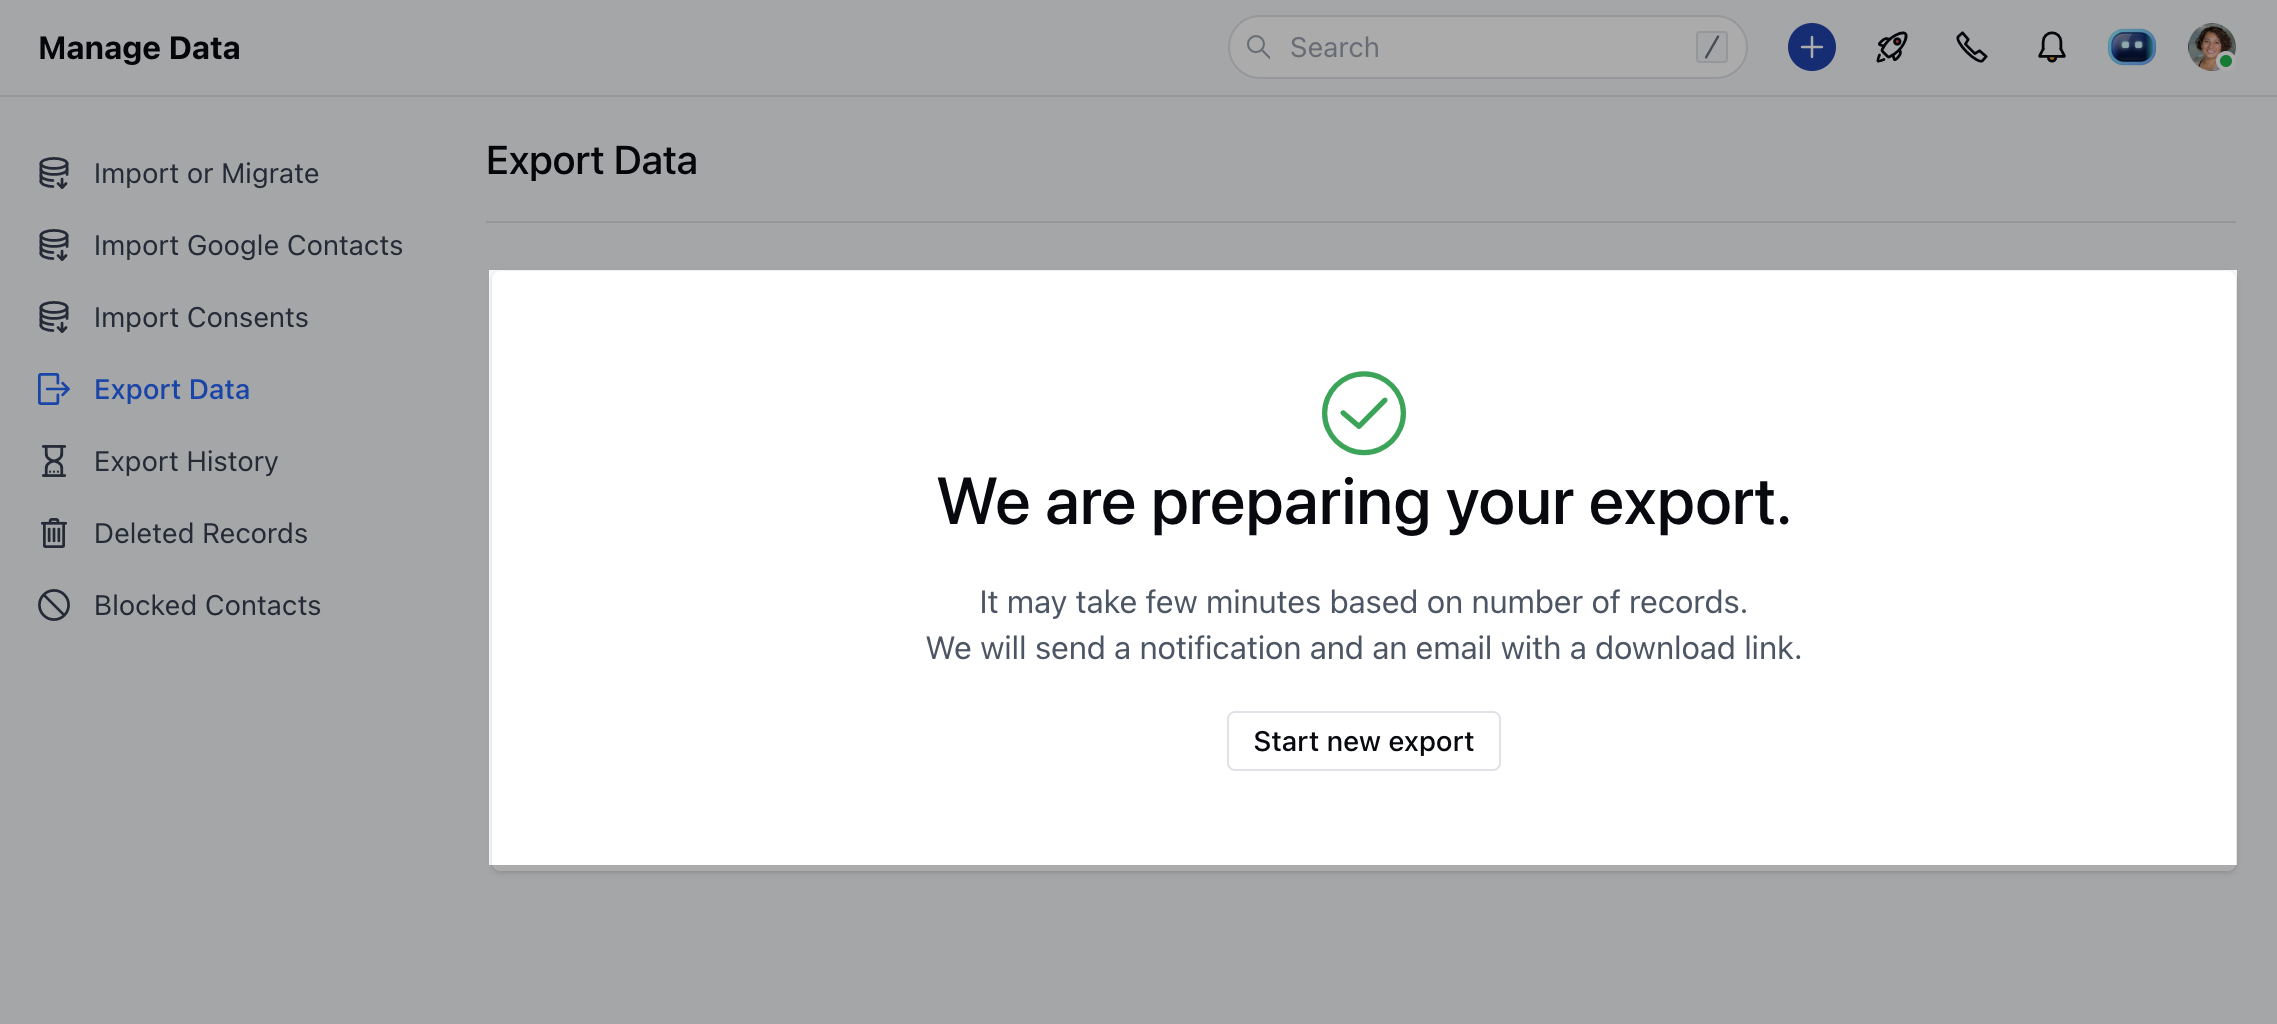 Manage Data
Search /
Import or Migrate
Import Google Contacts
Import Consents
Export Data
Export History
Deleted Records
Blocked Contacts
Export Data
We are preparing your export.
It may take few minutes based on number of records.
We will send a notification and an email with a download link.
Start new export